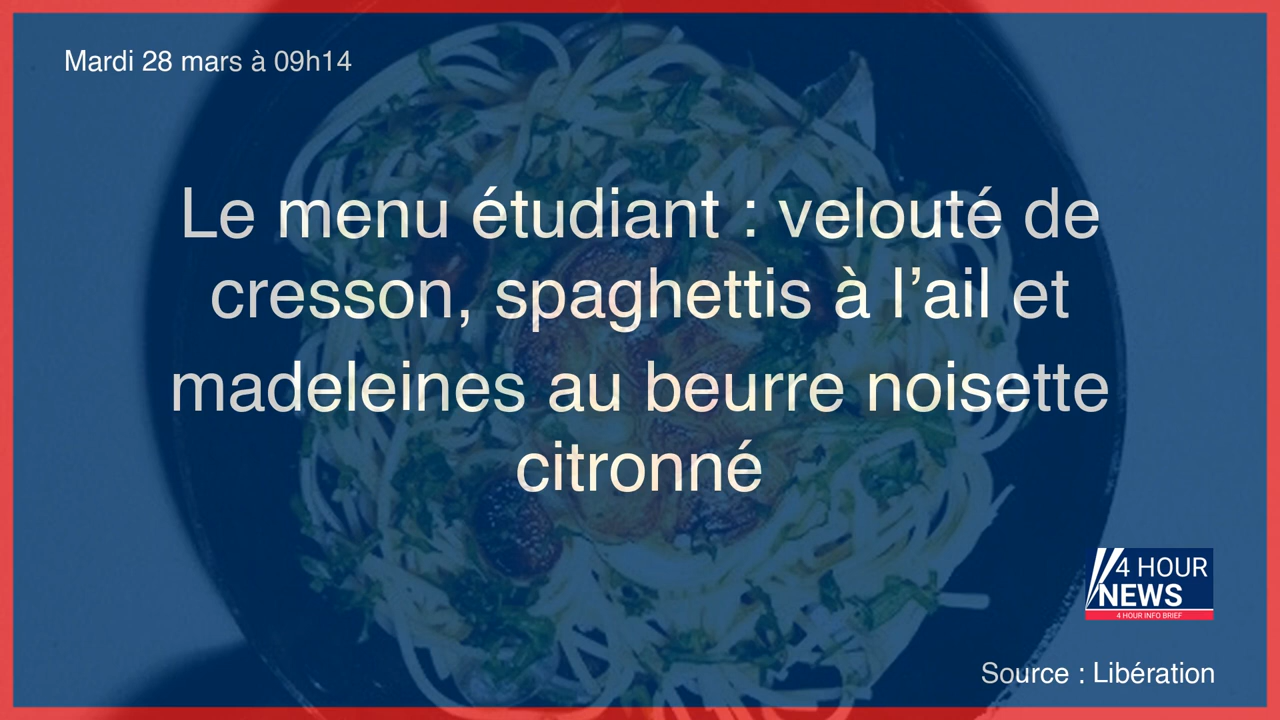 Mardi 28 mars à 09h14
Le menu étudiant : velouté de
cresson, spaghettis à l’ail et
madeleines au beurre noisette
citronné
4 HOUR
NEWS
4 HOUR INFO BRIEF
Source : Libération